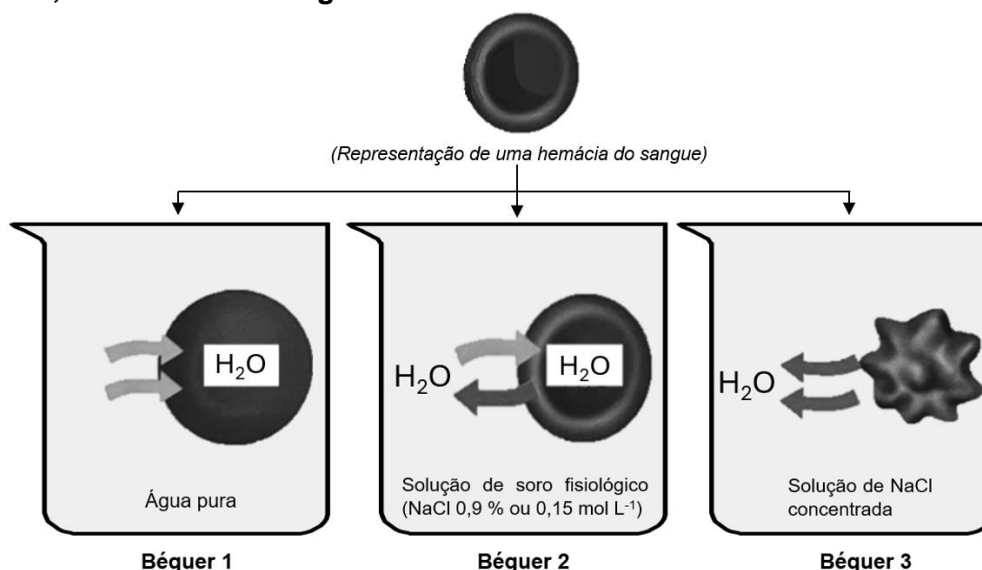 (Representação de uma hemácia do sangue)
H₂O
H₂O
H₂O
H₂O
Água pura
Solução de soro fisiológico
(NaCl 0,9 % ou 0,15 mol L⁻¹)
Solução de NaCl
concentrada
Béquer 1
Béquer 2
Béquer 3